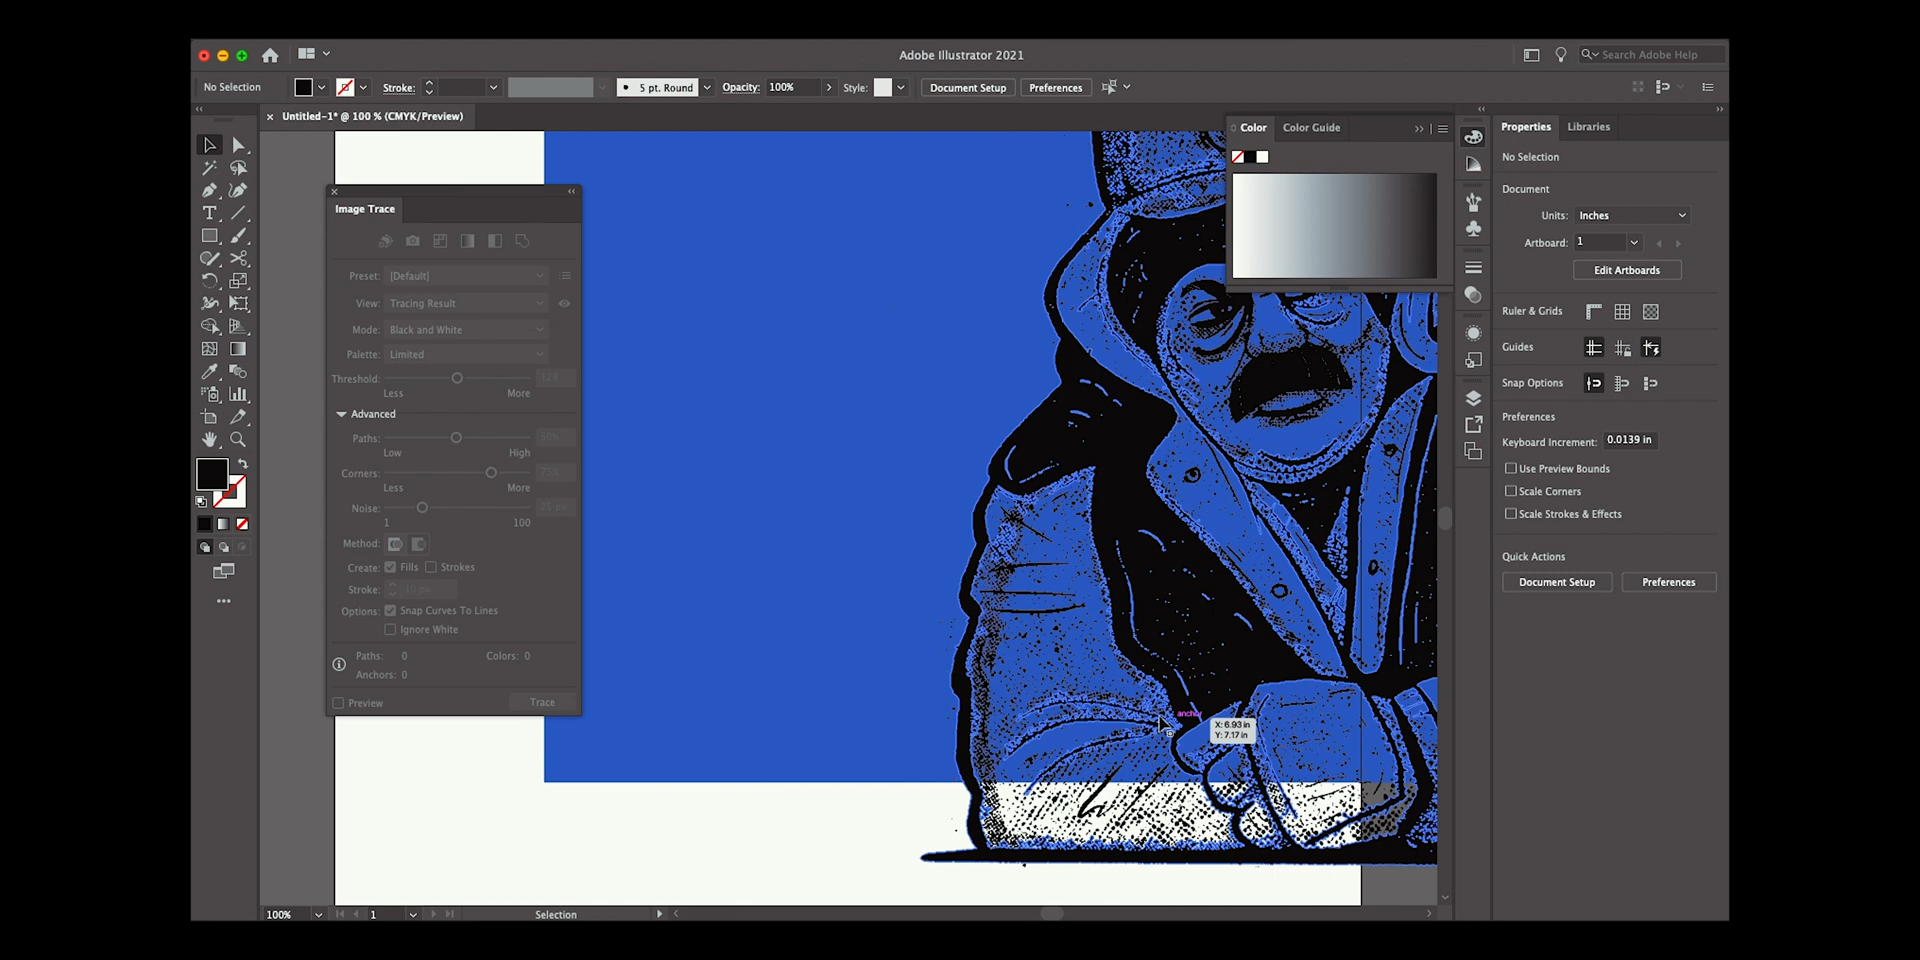 Adobe Illustrator 2021
Search Adobe Help
No Selection
Stroke:
5 pt. Round
Opacity:
100%
Style:
Document Setup
Preferences
Untitled-1* @ 100 % (CMYK/Preview)
Image Trace
Preset:
[Default]
View:
Tracing Result
Mode:
Black and White
Palette:
Limited
Threshold:
Less
More
Advanced
Paths:
50%
Low
High
Corners:
75%
Less
More
Noise:
25 px
1
100
Method:
Create:
Fills
Strokes
Stroke:
10 px
Options:
Snap Curves To Lines
Ignore White
Paths: 0
Colors: 0
Anchors: 0
Preview
Trace
anchor
X: 6.93 in
Y: 7.17 in
Color
Color Guide
Properties
Libraries
No Selection
Document
Units:
Inches
Artboard:
1
Edit Artboards
Ruler & Grids
Guides
Snap Options
Preferences
Keyboard Increment:
0.0139 in
Use Preview Bounds
Scale Corners
Scale Strokes & Effects
Quick Actions
Document Setup
Preferences
100%
1
Selection